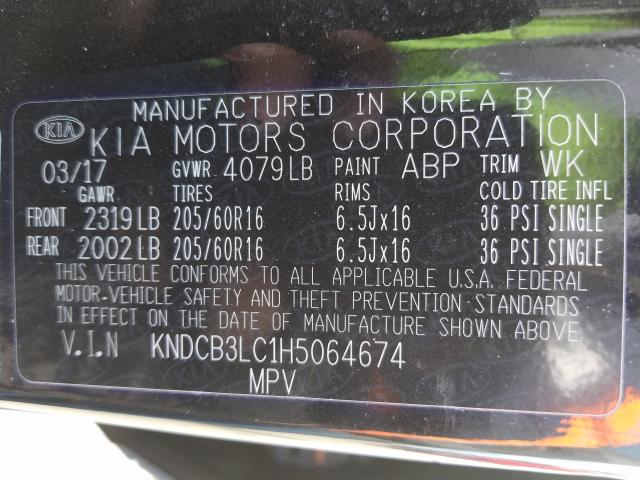 MANUFACTURED IN KOREA BY
KIA KIA MOTORS CORPORATION
03/17 GVWR 4079LB PAINT ABP TRIM WK
GAWR TIRES RIMS COLD TIRE INFL
FRONT 2319LB 205/60R16 6.5Jx16 36 PSI SINGLE
REAR 2002LB 205/60R16 6.5Jx16 36 PSI SINGLE
THIS VEHICLE CONFORMS TO ALL APPLICABLE U.S.A. FEDERAL
MOTOR-VEHICLE SAFETY AND THEFT PREVENTION STANDARDS
IN EFFECT ON THE DATE OF MANUFACTURE SHOWN ABOVE.
V.I.N KNDCB3LC1H5064674
MPV